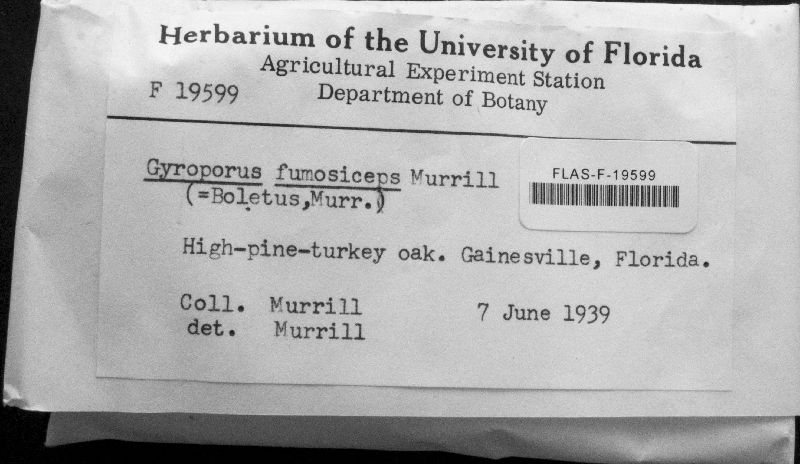 Herbarium of the University of Florida
Agricultural Experiment Station
F 19599 Department of Botany
Gyroporus fumosiceps Murrill
(=Boletus,Murr.)
FLAS-F-19599
High-pine-turkey oak. Gainesville, Florida.
Coll. Murrill 7 June 1939
det. Murrill